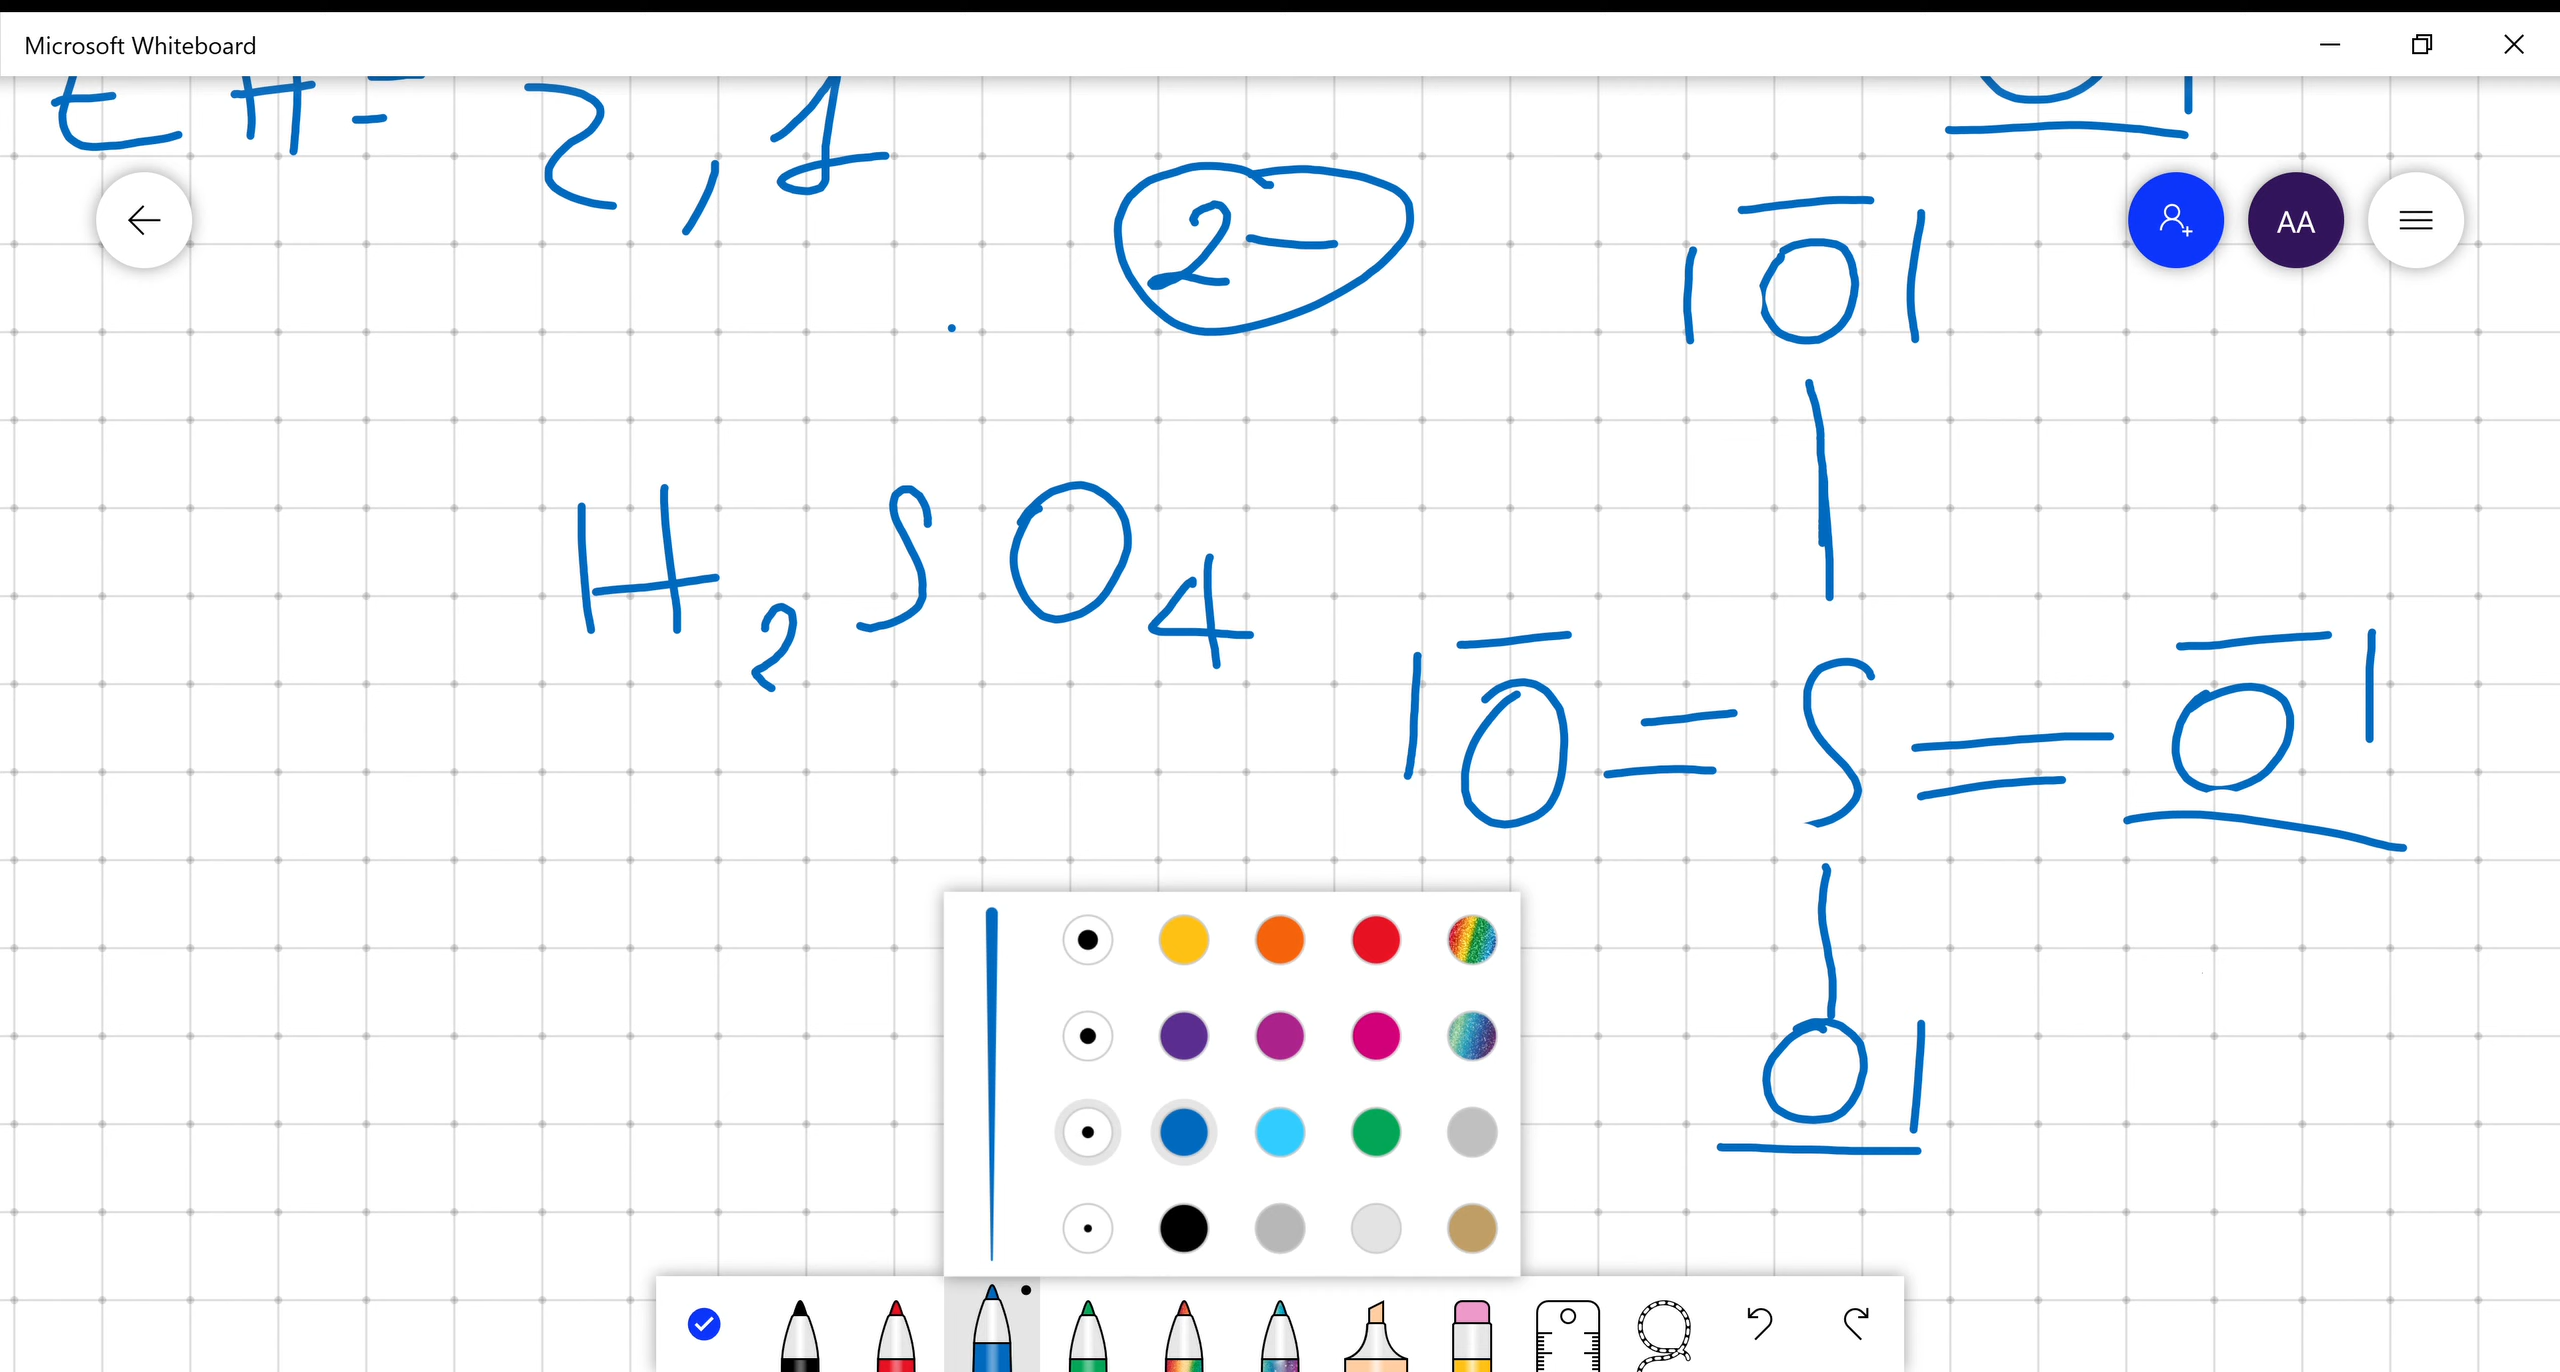 Microsoft Whiteboard
E H = 2,1
2-
AA
O
H2SO4
O = S = O
O